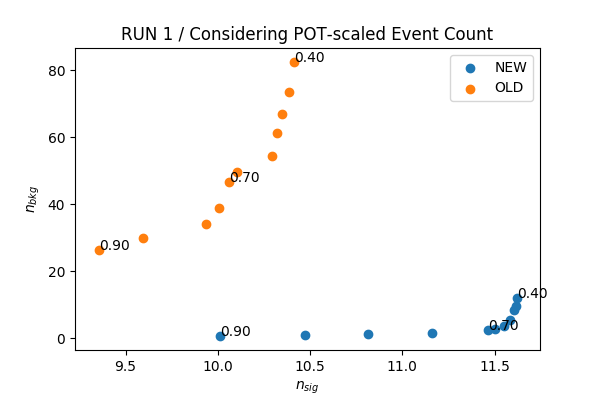 RUN 1 / Considering POT-scaled Event Count
NEW
OLD
0.40
0.70
0.90
0.40
0.70
0.90
80
60
40
20
0
n_bkg
9.5 10.0 10.5 11.0 11.5
n_sig